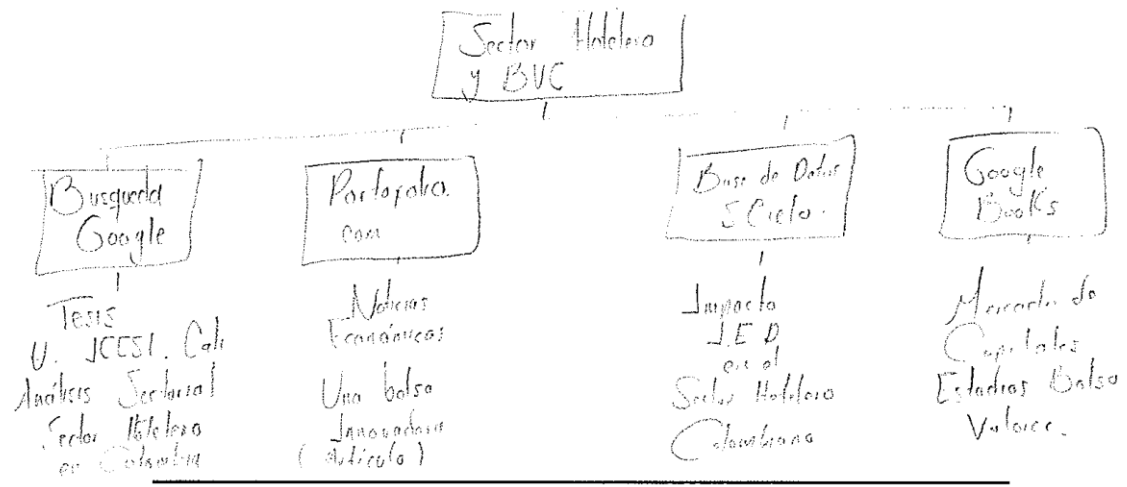 Sector Hotelero
y BVC
Busqueda
Google
Portafolio.
com
Base de Datos
SCielo.
Google
Books
Tesis
U. ICESI. Cali
Análisis Sectorial
Sector Hotelero
en Colombia
Noticias
Económicas
Una bolsa
Innovadora
(Artículo)
Impacto
I.E.D
en el
Sector Hotelero
Colombiano
Mercado de
Capitales
Estudios Bolsa
Valores.